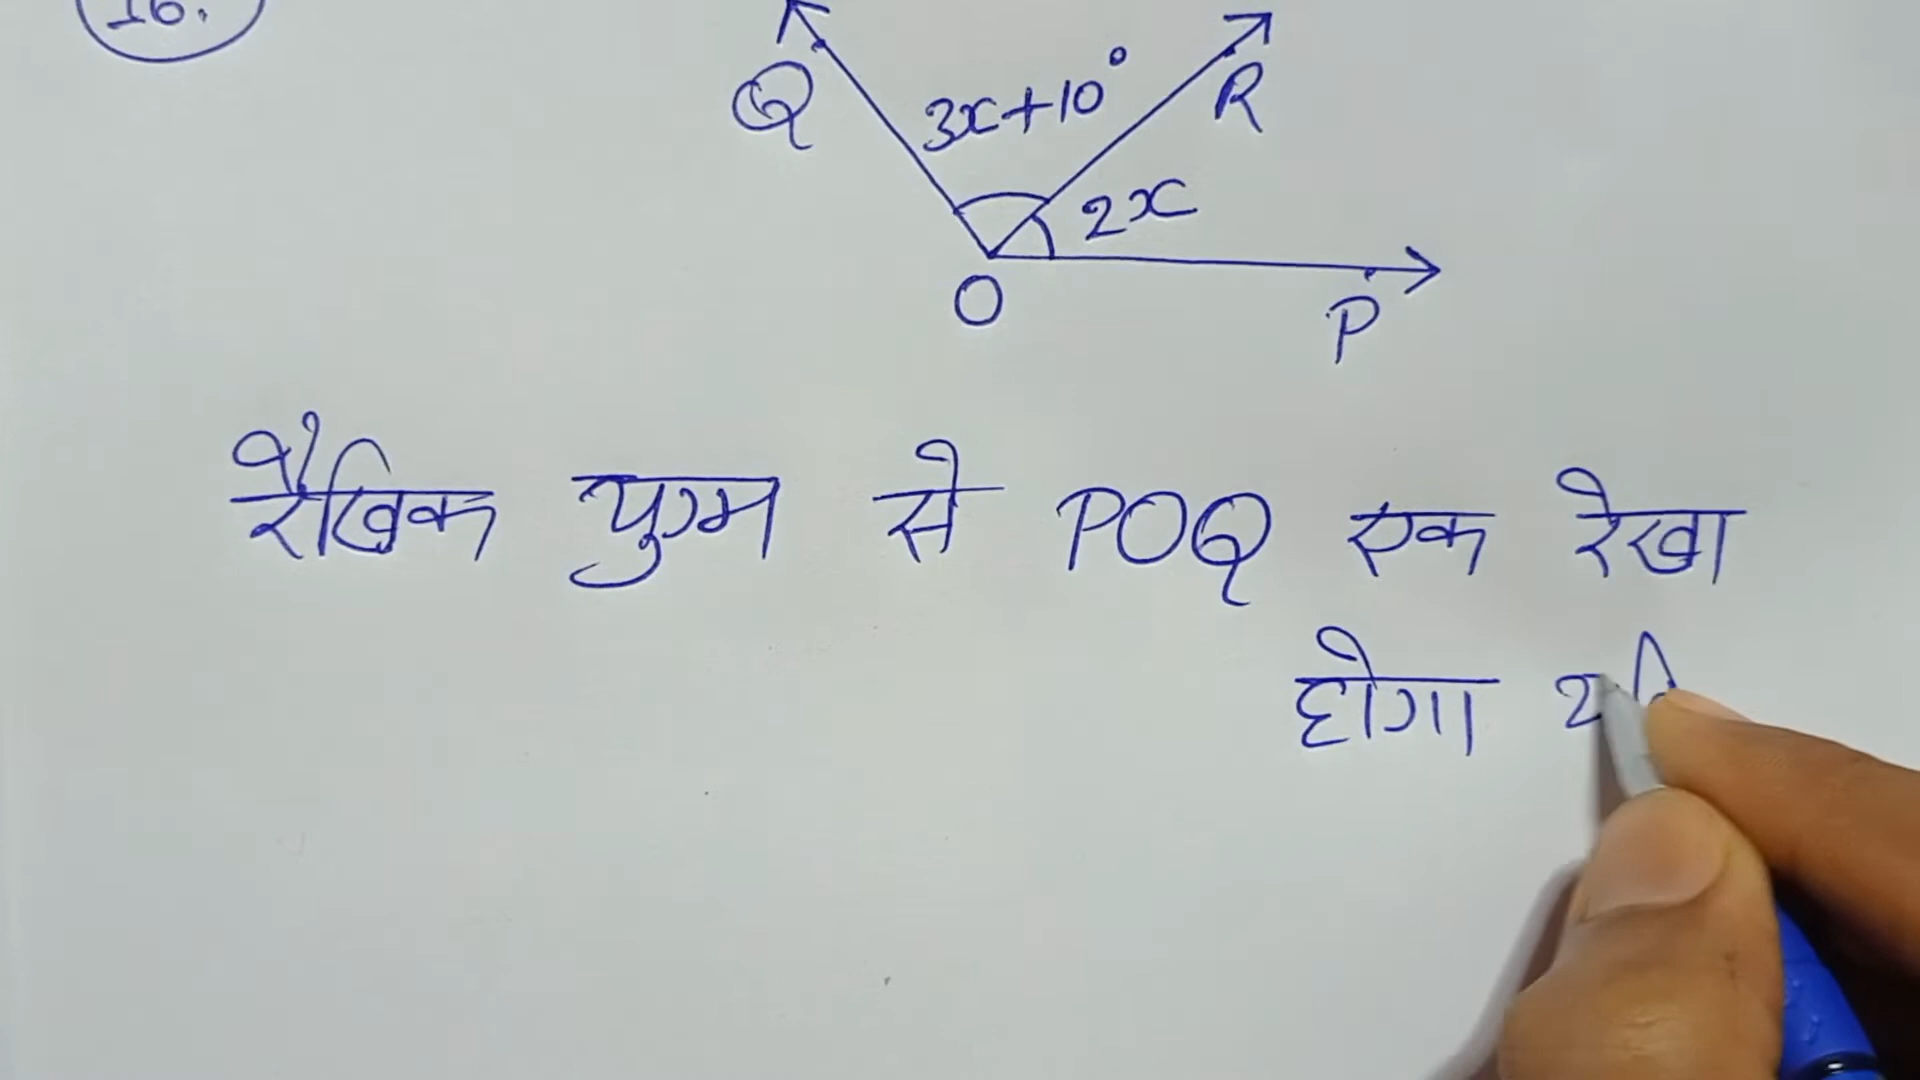 16.
Q 3x+10° R
2x
O P
रैखिक युग्म से POQ एक रेखा
होगा